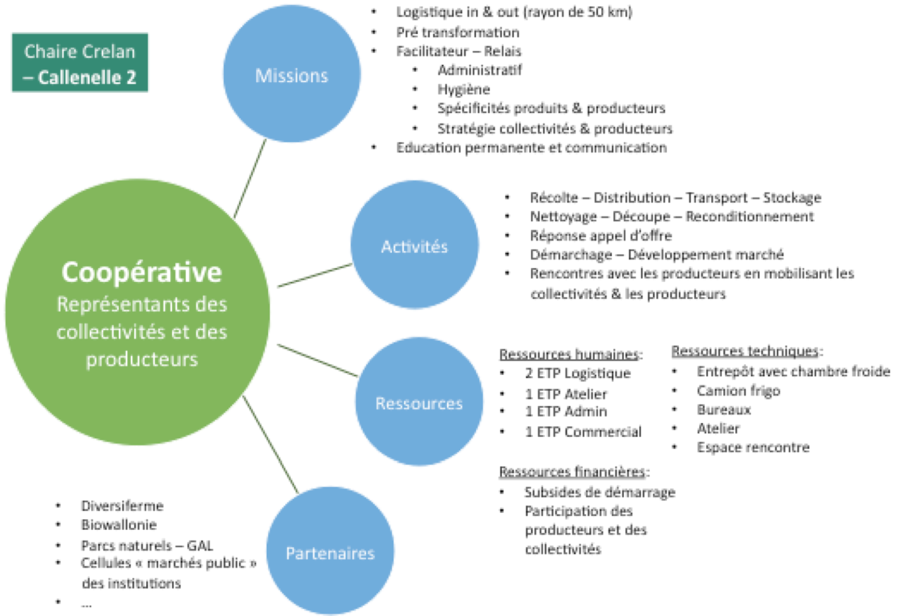 Chaire Crelan
– Callenelle 2
Missions
• Logistique in & out (rayon de 50 km)
• Pré transformation
• Facilitateur – Relais
• Administratif
• Hygiène
• Spécificités produits & producteurs
• Stratégie collectivités & producteurs
• Education permanente et communication
Coopérative
Représentants des
collectivités et des
producteurs
Activités
• Récolte – Distribution – Transport – Stockage
• Nettoyage – Découpe – Reconditionnement
• Réponse appel d'offre
• Démarchage – Développement marché
• Rencontres avec les producteurs en mobilisant les
collectivités & les producteurs
Ressources
Ressources humaines:
• 2 ETP Logistique
• 1 ETP Atelier
• 1 ETP Admin
• 1 ETP Commercial
Ressources techniques:
• Entrepôt avec chambre froide
• Camion frigo
• Bureaux
• Atelier
• Espace rencontre
Ressources financières:
• Subsides de démarrage
• Participation des
producteurs et des
collectivités
Partenaires
• Diversiferme
• Biowallonie
• Parcs naturels – GAL
• Cellules « marchés public »
des institutions
• ...